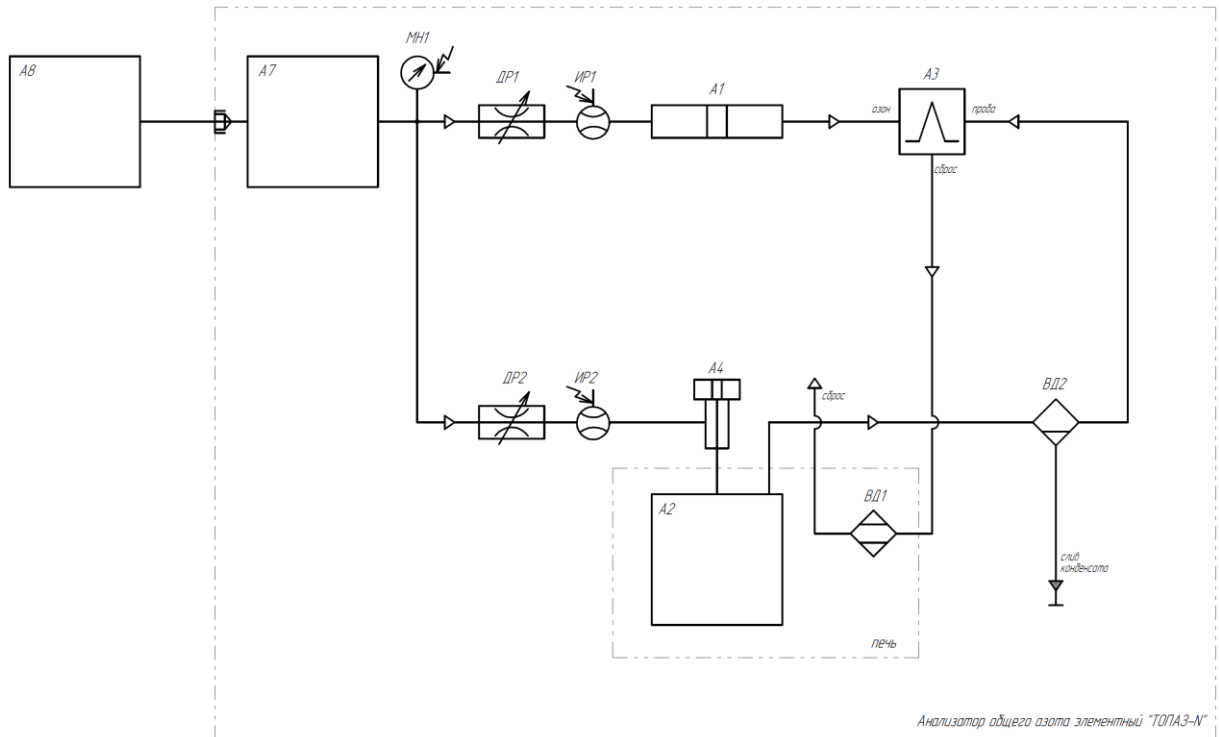 МН1
А8
А7
ДР1
ИР1
А1
А3
озон
проба
сброс
ДР2
ИР2
А4
сброс
ВД2
А2
ВД1
слив
конденсата
печь
Анализатор общего азота элементный "ТОПАЗ-N"